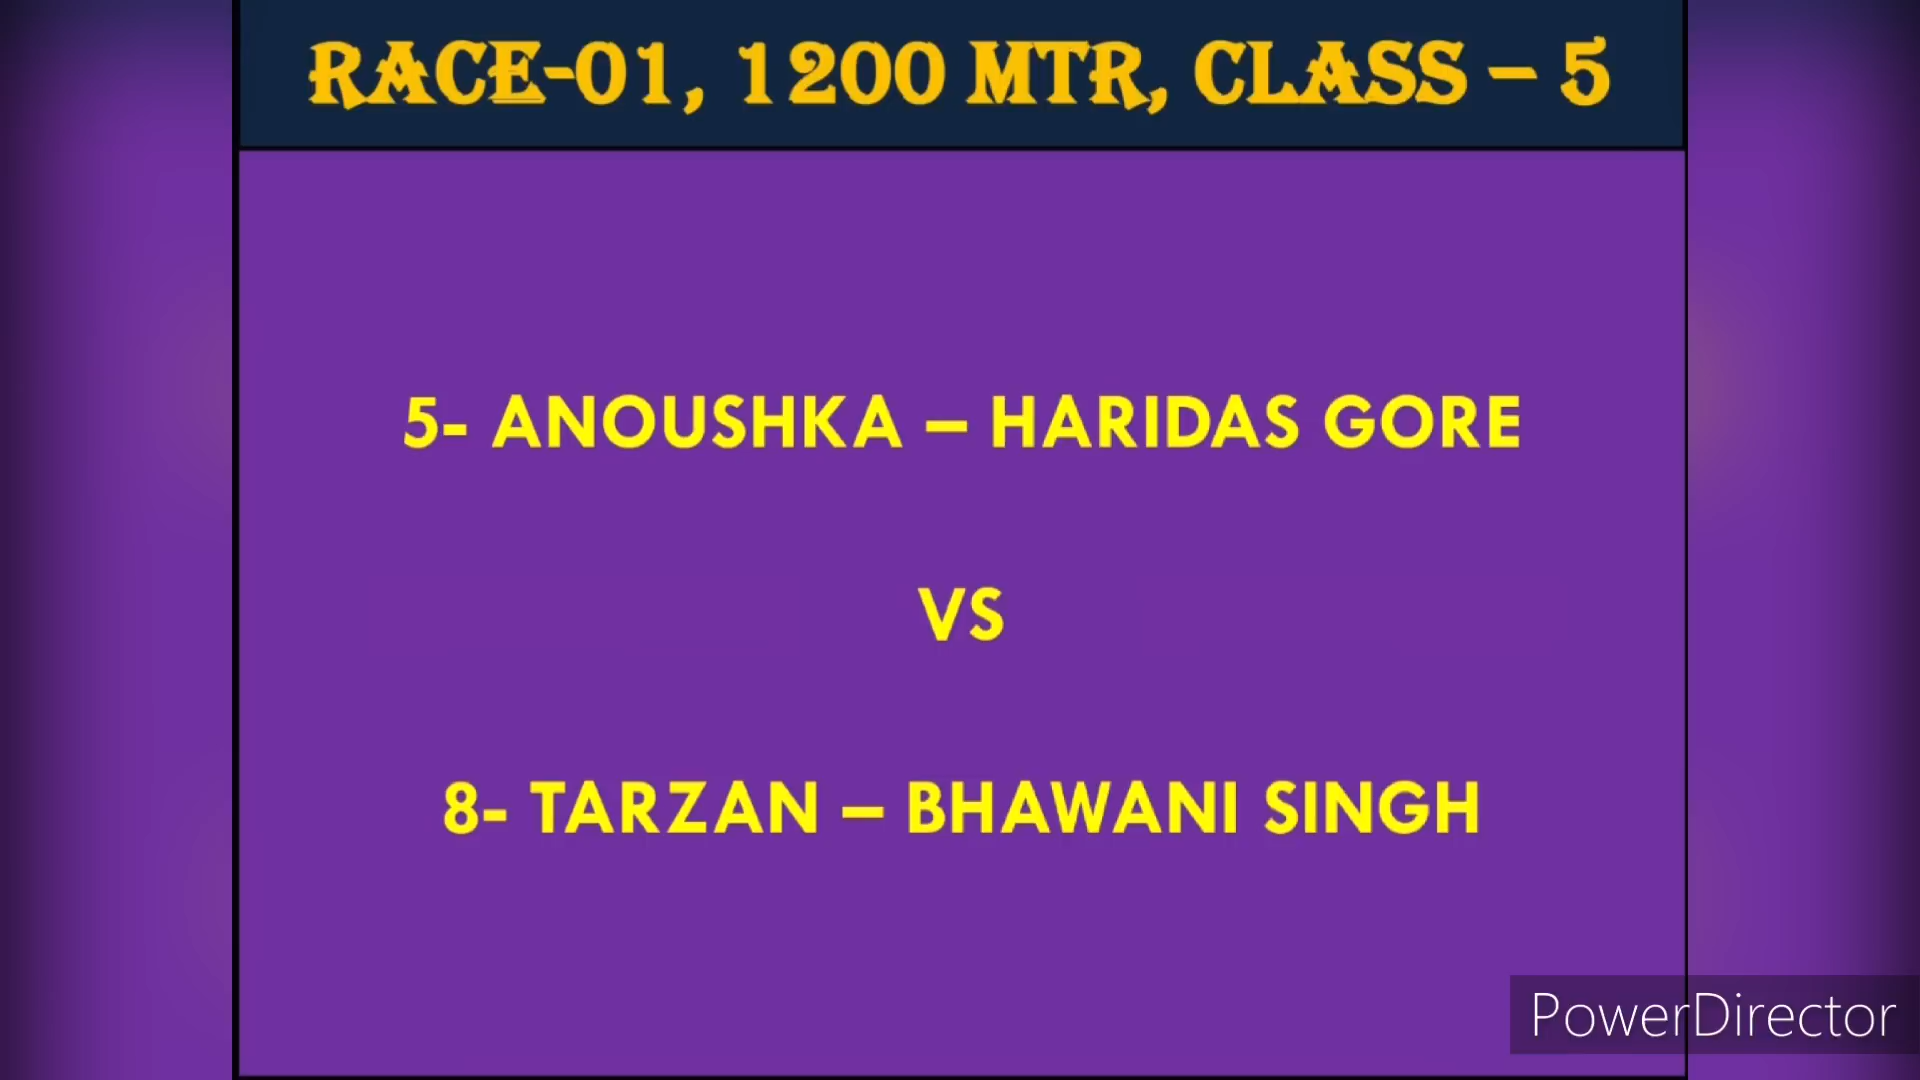 RACE-01, 1200 MTR, CLASS – 5
5- ANOUSHKA – HARIDAS GORE
VS
8- TARZAN – BHAWANI SINGH
PowerDirector